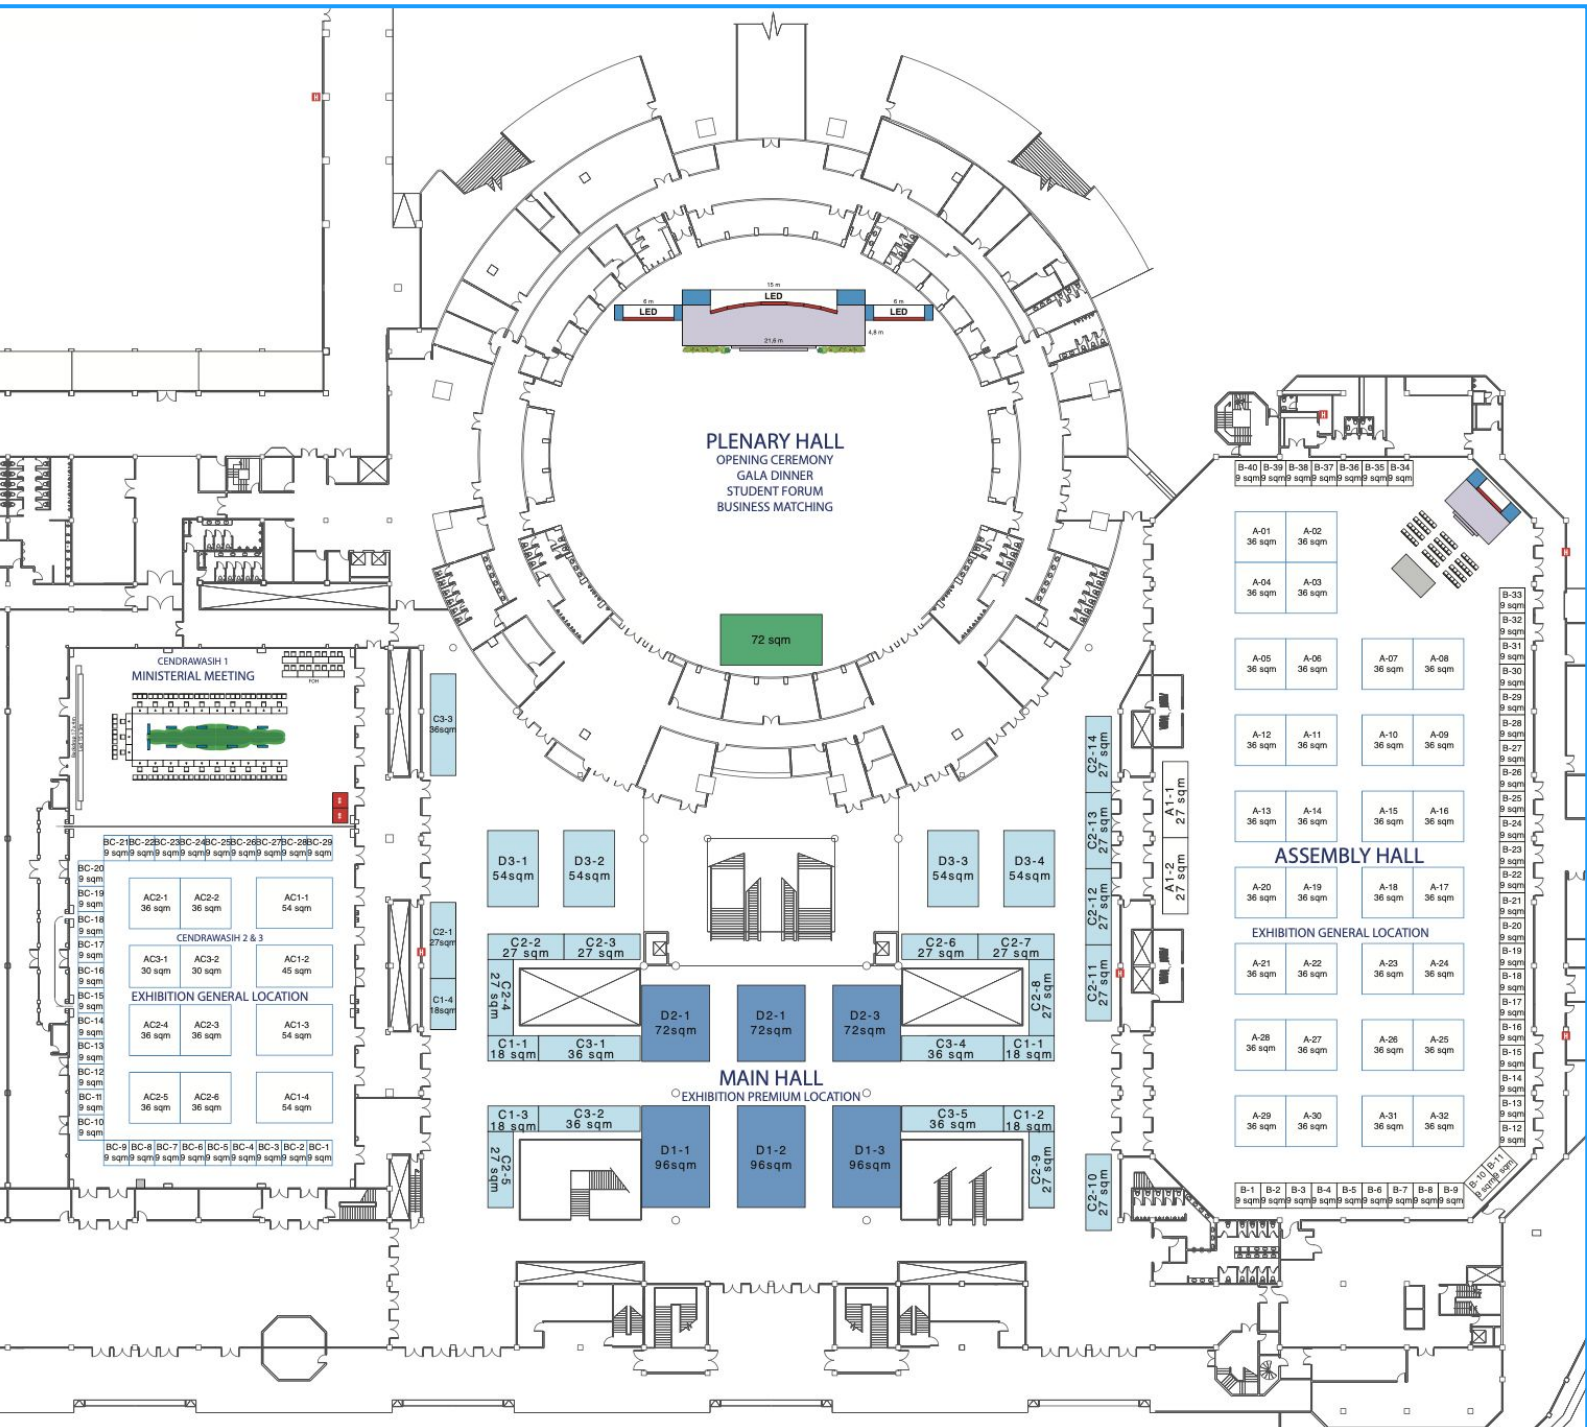 15 m
LED
6 m
LED
6 m
LED
4,8 m
21,6 m
PLENARY HALL
OPENING CEREMONY
GALA DINNER
STUDENT FORUM
BUSINESS MATCHING
72 sqm
H
H
H
H
H
H
CENDRAWASIH 1
MINISTERIAL MEETING
BC-21 BC-22 BC-23 BC-24 BC-25 BC-26 BC-27 BC-28 BC-29
9 sqm 9 sqm 9 sqm 9 sqm 9 sqm 9 sqm 9 sqm 9 sqm 9 sqm
BC-20
9 sqm
BC-19
9 sqm
BC-18
9 sqm
BC-17
9 sqm
BC-16
9 sqm
BC-15
9 sqm
BC-14
9 sqm
BC-13
9 sqm
BC-12
9 sqm
BC-11
9 sqm
BC-10
9 sqm
AC2-1 AC2-2 AC1-1
36 sqm 36 sqm 54 sqm
CENDRAWASIH 2 & 3
AC3-1 AC3-2 AC1-2
30 sqm 30 sqm 45 sqm
EXHIBITION GENERAL LOCATION
AC2-4 AC2-3 AC1-3
36 sqm 36 sqm 54 sqm
AC2-5 AC2-6 AC1-4
36 sqm 36 sqm 54 sqm
BC-9 BC-8 BC-7 BC-6 BC-5 BC-4 BC-3 BC-2 BC-1
9 sqm 9 sqm 9 sqm 9 sqm 9 sqm 9 sqm 9 sqm 9 sqm 9 sqm
C3-3
36sqm
C2-1
27sqm
C1-4
18sqm
D3-1 D3-2 D3-3 D3-4
54sqm 54sqm 54sqm 54sqm
C2-2 C2-3 C2-6 C2-7
27 sqm 27 sqm 27 sqm 27 sqm
C2-4
27 sqm
C2-8
27 sqm
D2-1 D2-1 D2-3
72sqm 72sqm 72sqm
C1-1 C3-1 C3-4 C1-1
18 sqm 36 sqm 36 sqm 18 sqm
MAIN HALL
EXHIBITION PREMIUM LOCATION
C1-3 C3-2 C3-5 C1-2
18 sqm 36 sqm 36 sqm 18 sqm
C2-5
27 sqm
D1-1 D1-2 D1-3
96sqm 96sqm 96sqm
C2-9
27 sqm
C2-14
27 sqm
C2-13
27 sqm
C2-12
27 sqm
C2-11
27 sqm
C2-10
27 sqm
A1-1
27 sqm
A1-2
27 sqm
B-40 B-39 B-38 B-37 B-36 B-35 B-34
9 sqm 9 sqm 9 sqm 9 sqm 9 sqm 9 sqm 9 sqm
A-01 A-02
36 sqm 36 sqm
A-04 A-03
36 sqm 36 sqm
A-05 A-06 A-07 A-08
36 sqm 36 sqm 36 sqm 36 sqm
A-12 A-11 A-10 A-09
36 sqm 36 sqm 36 sqm 36 sqm
A-13 A-14 A-15 A-16
36 sqm 36 sqm 36 sqm 36 sqm
ASSEMBLY HALL
A-20 A-19 A-18 A-17
36 sqm 36 sqm 36 sqm 36 sqm
EXHIBITION GENERAL LOCATION
A-21 A-22 A-23 A-24
36 sqm 36 sqm 36 sqm 36 sqm
A-28 A-27 A-26 A-25
36 sqm 36 sqm 36 sqm 36 sqm
A-29 A-30 A-31 A-32
36 sqm 36 sqm 36 sqm 36 sqm
B-33
9 sqm
B-32
9 sqm
B-31
9 sqm
B-30
9 sqm
B-29
9 sqm
B-28
9 sqm
B-27
9 sqm
B-26
9 sqm
B-25
9 sqm
B-24
9 sqm
B-23
9 sqm
B-22
9 sqm
B-21
9 sqm
B-20
9 sqm
B-19
9 sqm
B-18
9 sqm
B-17
9 sqm
B-16
9 sqm
B-15
9 sqm
B-14
9 sqm
B-13
9 sqm
B-12
9 sqm
B-11
9 sqm
B-10
9 sqm
B-1 B-2 B-3 B-4 B-5 B-6 B-7 B-8 B-9
9 sqm 9 sqm 9 sqm 9 sqm 9 sqm 9 sqm 9 sqm 9 sqm 9 sqm